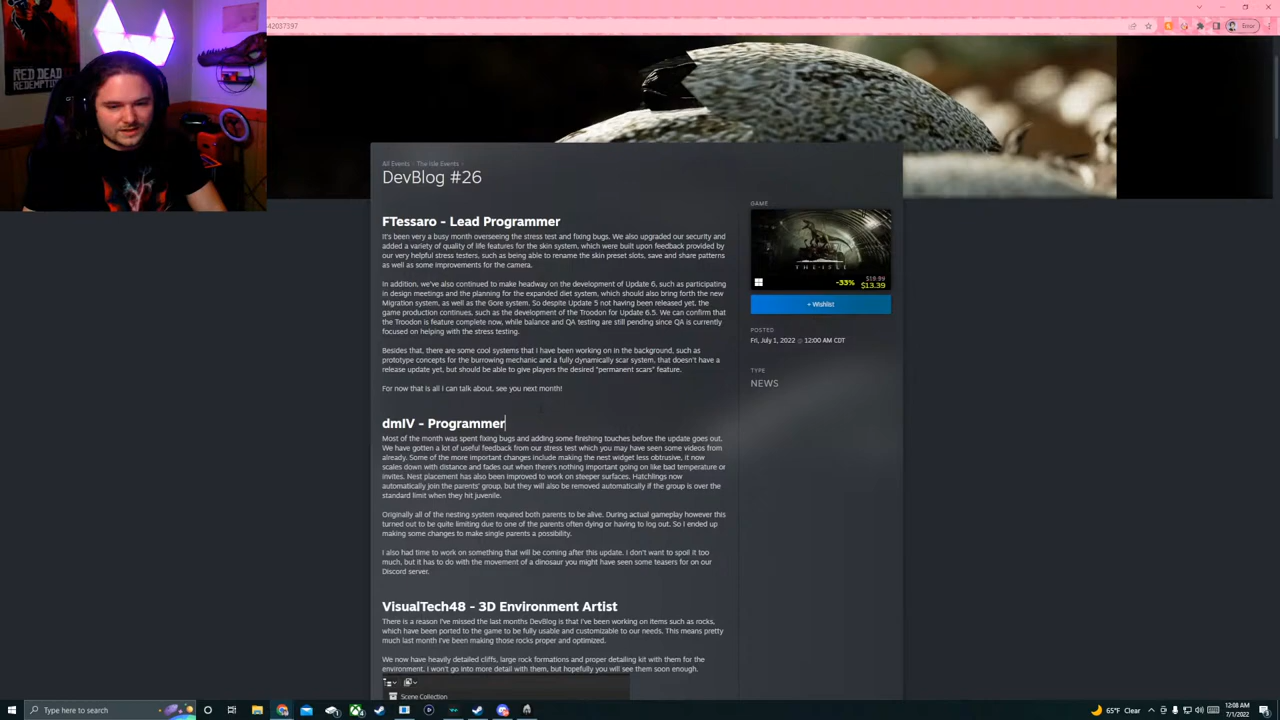 RED DEAD
REDEMPTION
42037397
Error
All Events > The Isle Events >
DevBlog #26
FTessaro - Lead Programmer
It's been very a busy month overseeing the stress test and fixing bugs. We also upgraded our security and
added a variety of quality of life features for the skin system, which were built upon feedback provided by
our very helpful stress testers, such as being able to rename the skin preset slots, save and share patterns
as well as some improvements for the camera.
In addition, we've also continued to make headway on the development of Update 6, such as participating
in design meetings and the planning for the expanded diet system, which should also bring forth the new
Migration system, as well as the Gore system. So despite Update 5 not having been released yet, the
game production continues, such as the development of the Troodon for Update 6.5. We can confirm that
the Troodon is feature complete now, while balance and QA testing are still pending since QA is currently
focused on helping with the stress testing.
Besides that, there are some cool systems that I have been working on in the background, such as
prototype concepts for the burrowing mechanic and a fully dynamically scar system, that doesn't have a
release update yet, but should be able to give players the desired "permanent scars" feature.
For now that is all I can talk about, see you next month!
dmIV - Programmer
Most of the month was spent fixing bugs and adding some finishing touches before the update goes out.
We have gotten a lot of useful feedback from our stress test which you may have seen some videos from
already. Some of the more important changes include making the nest widget less obtrusive, it now
scales down with distance and fades out when there's nothing important going on like bad temperature or
invites. Nest placement has also been improved to work on steeper surfaces. Hatchlings now
automatically join the parents' group, but they will also be removed automatically if the group is over the
standard limit when they hit juvenile.
Originally all of the nesting system required both parents to be alive. During actual gameplay however this
turned out to be quite limiting due to one of the parents often dying or having to log out. So I ended up
making some changes to make single parents a possibility.
I also had time to work on something that will be coming after this update. I don't want to spoil it too
much, but it has to do with the movement of a dinosaur you might have seen some teasers for on our
Discord server.
VisualTech48 - 3D Environment Artist
There is a reason I've missed the last months DevBlog is that I've been working on items such as rocks,
which have been ported to the game to be fully usable and customizable to our needs. This means pretty
much last month I've been making those rocks proper and optimized.
We now have heavily detailed cliffs, large rock formations and proper detailing kit with them for the
environment, I won't go into more detail with them, but hopefully you will see them soon enough.
Scene Collection
GAME
THE ISLE
-33%
$19.99
$13.39
+ Wishlist
POSTED
Fri, July 1, 2022 @ 12:00 AM CDT
TYPE
NEWS
Type here to search
65°F Clear
12:08 AM
7/1/2022